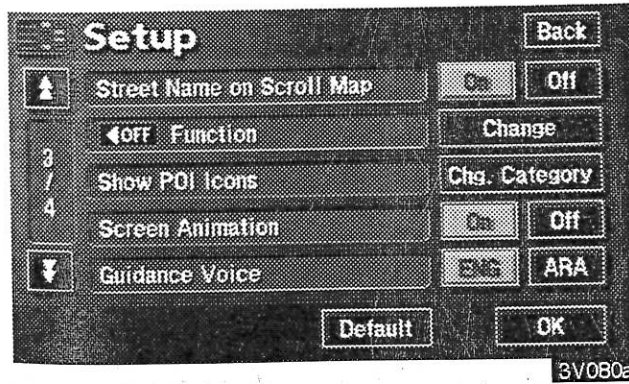 Setup Back
Street Name on Scroll Map On Off
◀OFF Function Change
Show POI Icons Chg. Category
3/4
Screen Animation On Off
Guidance Voice ENG ARA
Default OK
3V080a